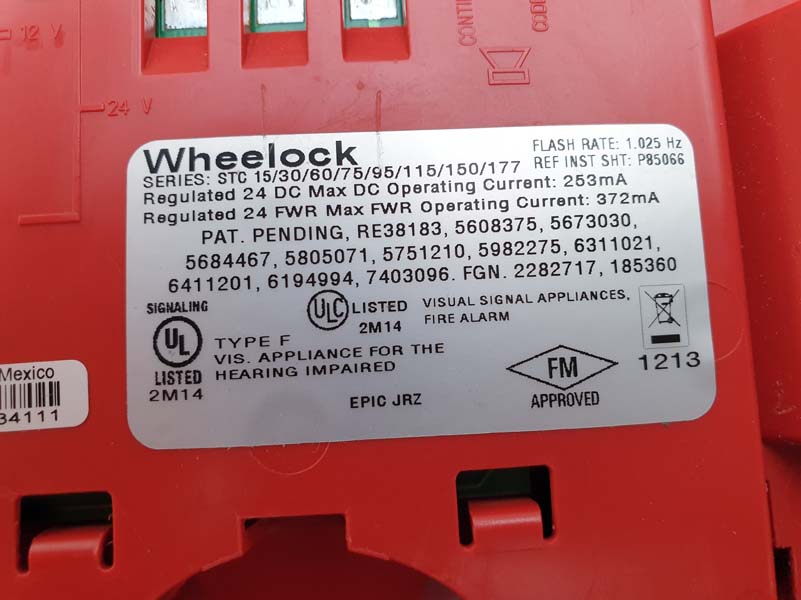 12 V
CONTIN
CODE
24 V
Wheelock
FLASH RATE: 1.025 Hz
REF INST SHT: P85066
SERIES: STC 15/30/60/75/95/115/150/177
Regulated 24 DC Max DC Operating Current: 253mA
Regulated 24 FWR Max FWR Operating Current: 372mA
PAT. PENDING, RE38183, 5608375, 5673030,
5684467, 5805071, 5751210, 5982275, 6311021,
6411201, 6194994, 7403096. FGN. 2282717, 185360
SIGNALING
UL
LISTED
2M14
ULC LISTED
2M14
VISUAL SIGNAL APPLIANCES,
FIRE ALARM
TYPE F
VIS. APPLIANCE FOR THE
HEARING IMPAIRED
EPIC JRZ
FM
APPROVED
1213
Mexico
34111